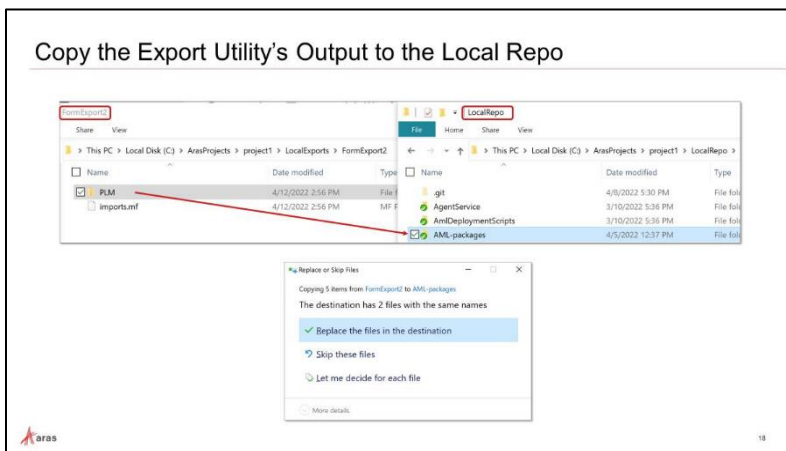 Copy the Export Utility's Output to the Local Repo
FormExport2
Share View
> This PC > Local Disk (C:) > ArasProjects > project1 > LocalExports > FormExport2
Name Date modified Type
PLM 4/12/2022 2:56 PM File f
imports.mf 4/12/2022 2:56 PM MF F
LocalRepo
File Home Share View
> This PC > Local Disk (C:) > ArasProjects > project1 > LocalRepo >
Name Date modified Type
.git 4/8/2022 5:30 PM File fold
AgentService 3/10/2022 5:36 PM File fold
AmlDeploymentScripts 3/10/2022 5:36 PM File fold
AML-packages 4/5/2022 12:37 PM File fold
Replace or Skip Files
Copying 5 items from FormExport2 to AML-packages
The destination has 2 files with the same names
Replace the files in the destination
Skip these files
Let me decide for each file
More details
aras
18